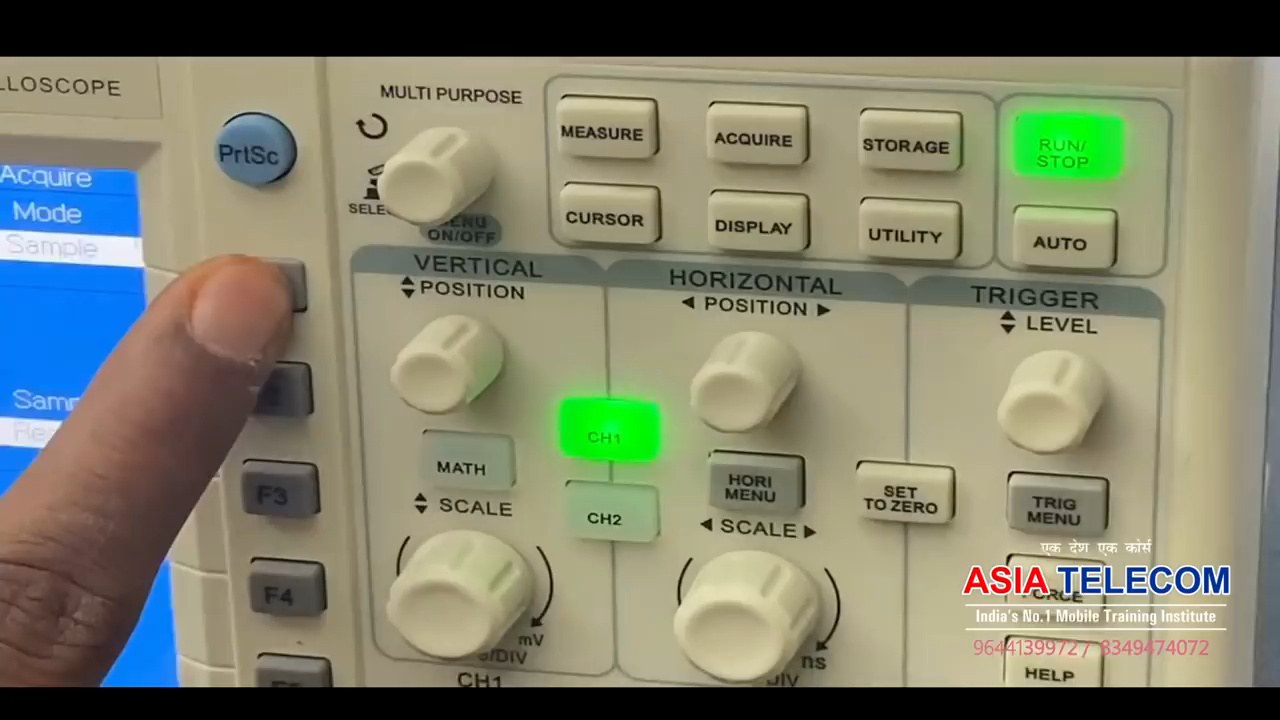 LLOSCOPE
Acquire
Mode
Sample
PrtSc
F3
F4
MULTI PURPOSE
MENU
ON/OFF
MEASURE
ACQUIRE
STORAGE
RUN/
STOP
CURSOR
DISPLAY
UTILITY
AUTO
VERTICAL
POSITION
HORIZONTAL
POSITION
TRIGGER
LEVEL
CH1
MATH
HORI
MENU
SET
TO ZERO
TRIG
MENU
SCALE
CH2
SCALE
mV
ns
CH1
FORCE
HELP
एक देश एक कोर्स
ASIA TELECOM
India's No.1 Mobile Training Institute
9644139972 / 8349474072